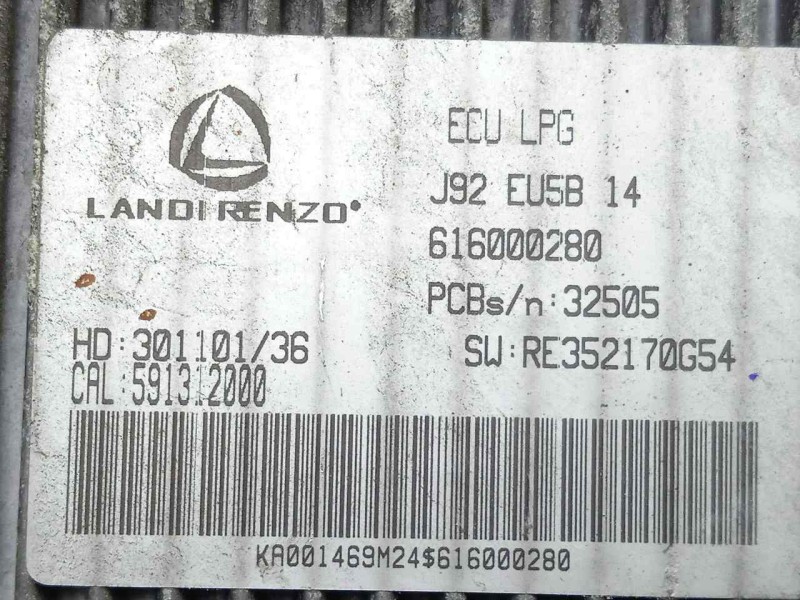 LANDI RENZO®
ECU LPG
J92 EU5B 14
616000280
PCBs/n:32505
HD:301101/36
SW:RE352170G54
CAL:591312000
KA001469M24$616000280